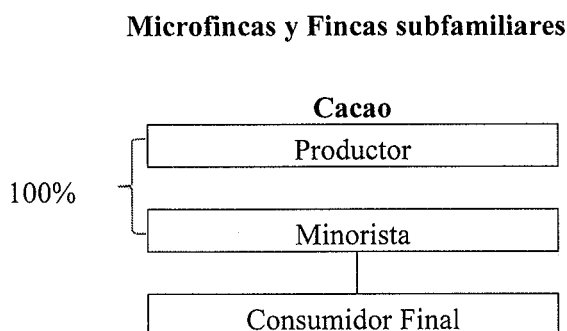 Microfincas y Fincas subfamiliares
Cacao
Productor
100%
Minorista
Consumidor Final